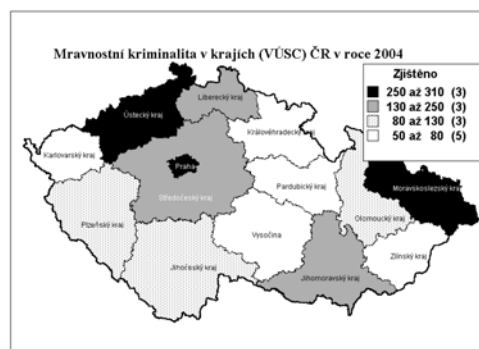 Mravnostní kriminalita v krajích (VÚSC) ČR v roce 2004
Zjištěno
250 až 310 (3)
130 až 250 (3)
80 až 130 (3)
50 až 80 (5)
Liberecký kraj
Ústecký kraj
Královéhradecký kraj
Karlovarský kraj
Praha
Moravskoslezský kraj
Pardubický kraj
Středočeský kraj
Olomoucký kraj
Plzeňský kraj
Vysočina
Zlínský kraj
Jihočeský kraj
Jihomoravský kraj